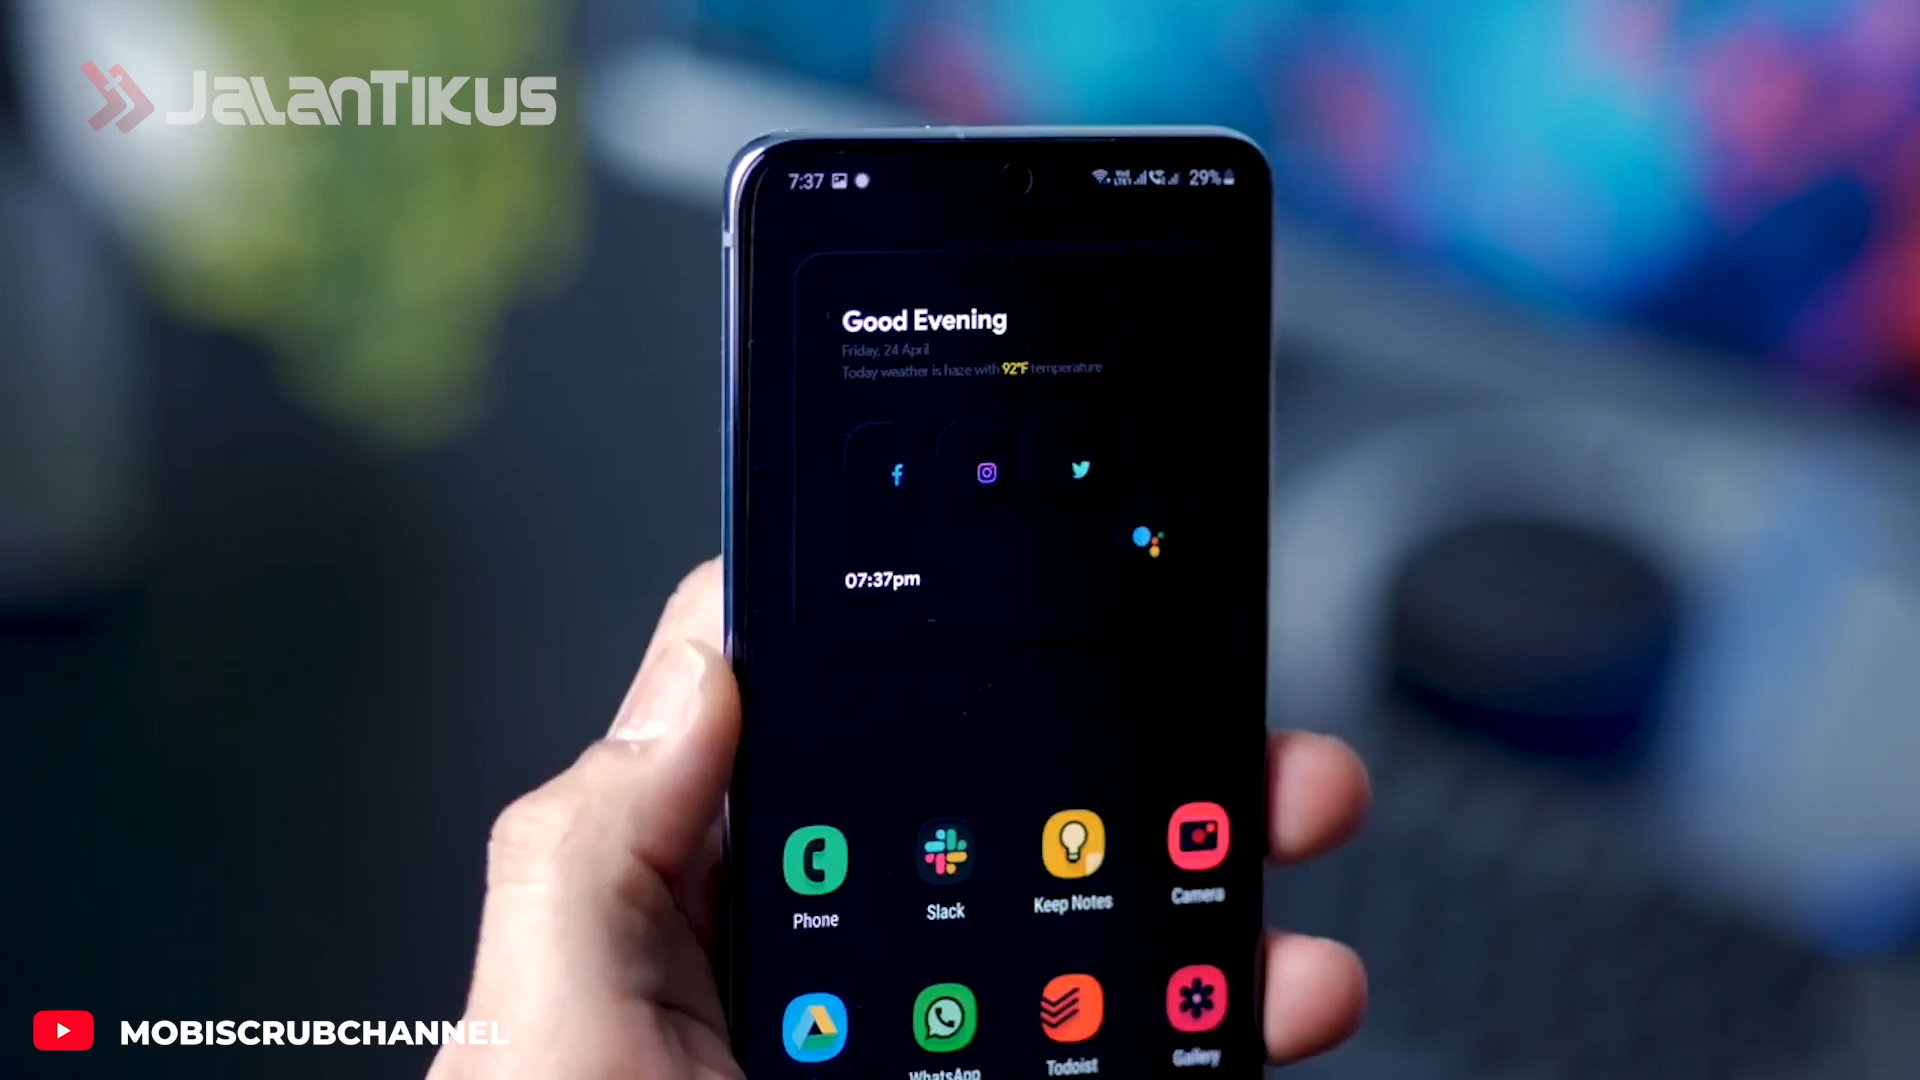 JALANTIKUS
7:37
29%
Good Evening
Friday, 24 April
Today weather is haze with 92°F temperature
07:37pm
Phone
Slack
Keep Notes
Camera
WhatsApp
Todoist
Gallery
MOBISCRUBCHANNEL